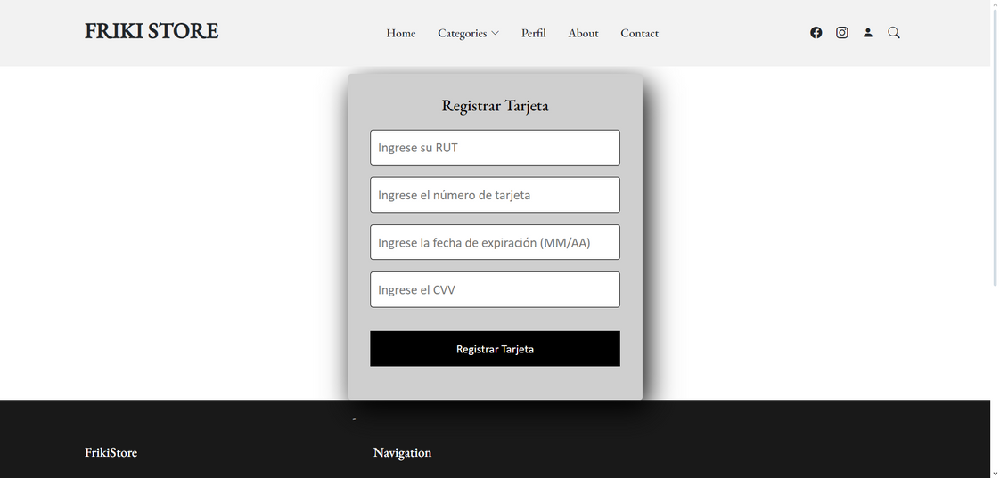 FRIKI STORE
Home Categories Perfil About Contact
Registrar Tarjeta
Ingrese su RUT
Ingrese el número de tarjeta
Ingrese la fecha de expiración (MM/AA)
Ingrese el CVV
Registrar Tarjeta
-
FrikiStore Navigation